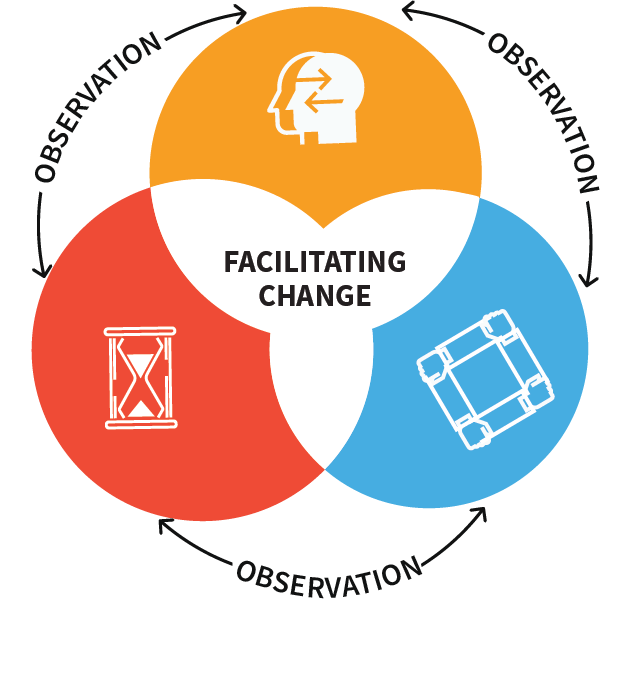 OBSERVATION
OBSERVATION
FACILITATING
CHANGE
OBSERVATION